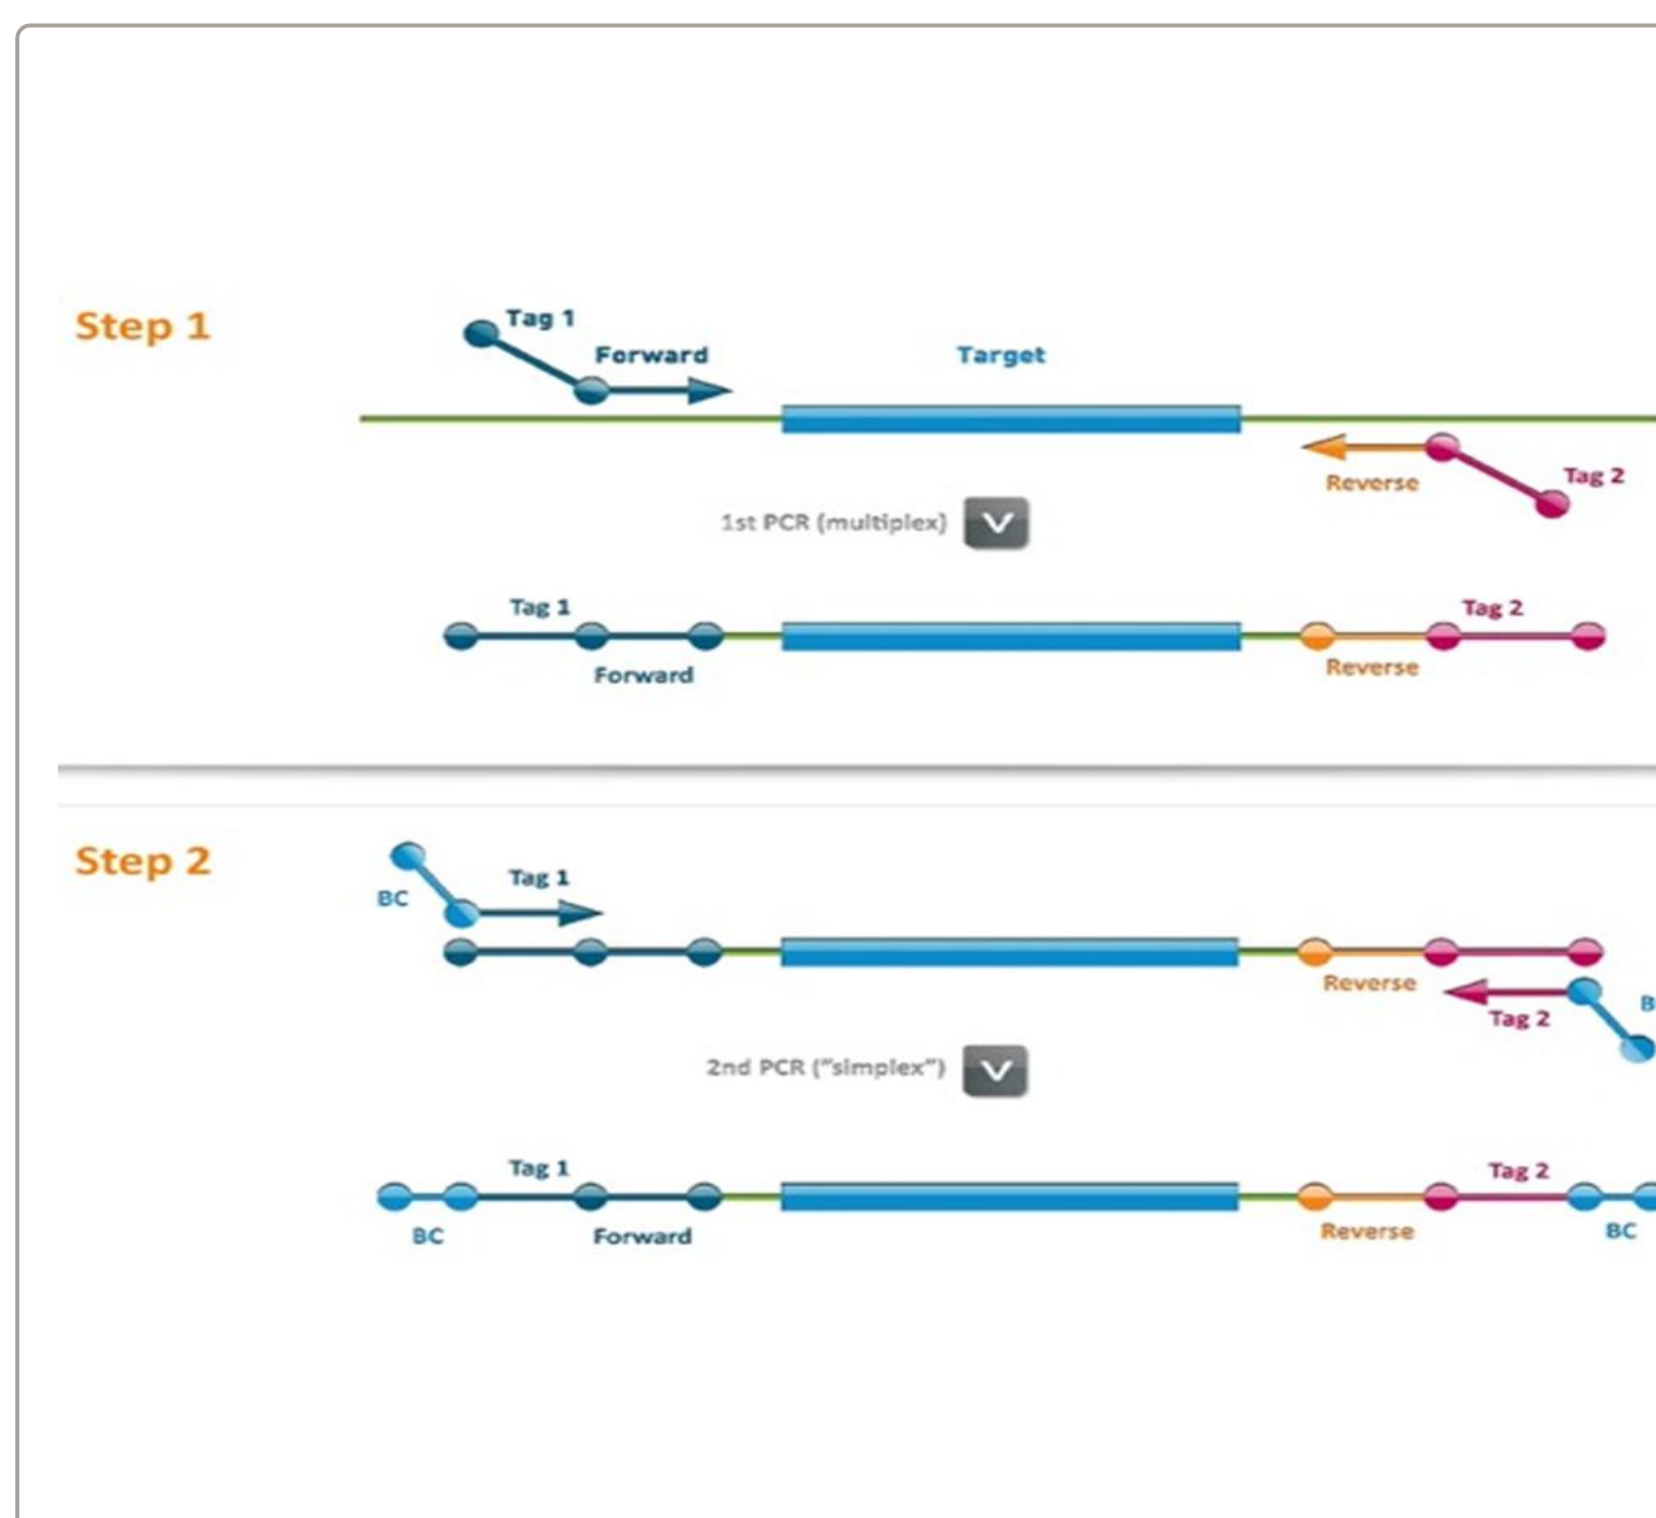 Step 1
Tag 1
Forward
Target
Reverse
Tag 2
1st PCR (multiplex)
Tag 1
Tag 2
Forward
Reverse
Step 2
Tag 1
BC
Reverse
Tag 2
2nd PCR ("simplex")
Tag 1
Tag 2
BC
Forward
Reverse
BC